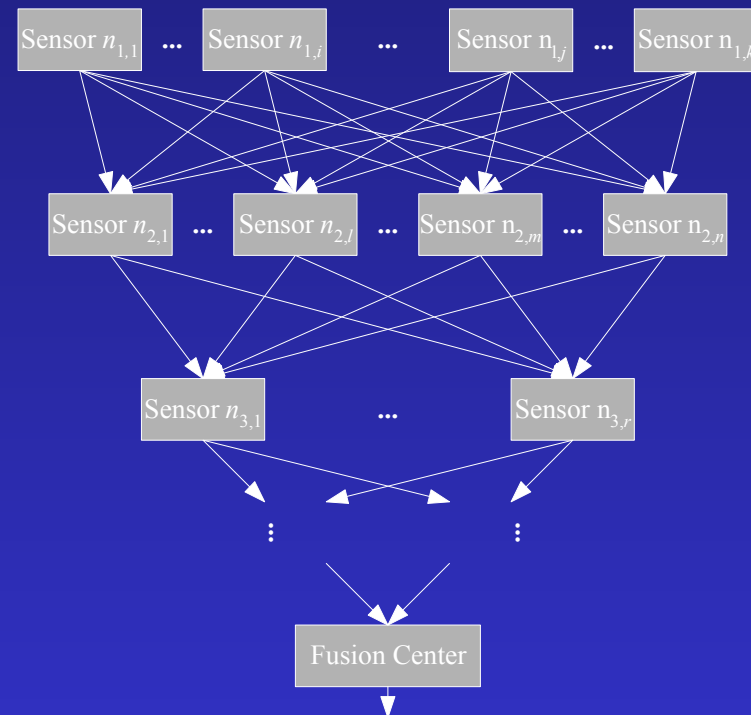 Sensor n1,1 ... Sensor n1,i ... Sensor n1,j ... Sensor n1,k
Sensor n2,1 ... Sensor n2,l ... Sensor n2,m ... Sensor n2,n
Sensor n3,1 ... Sensor n3,r
⋮ ⋮
Fusion Center